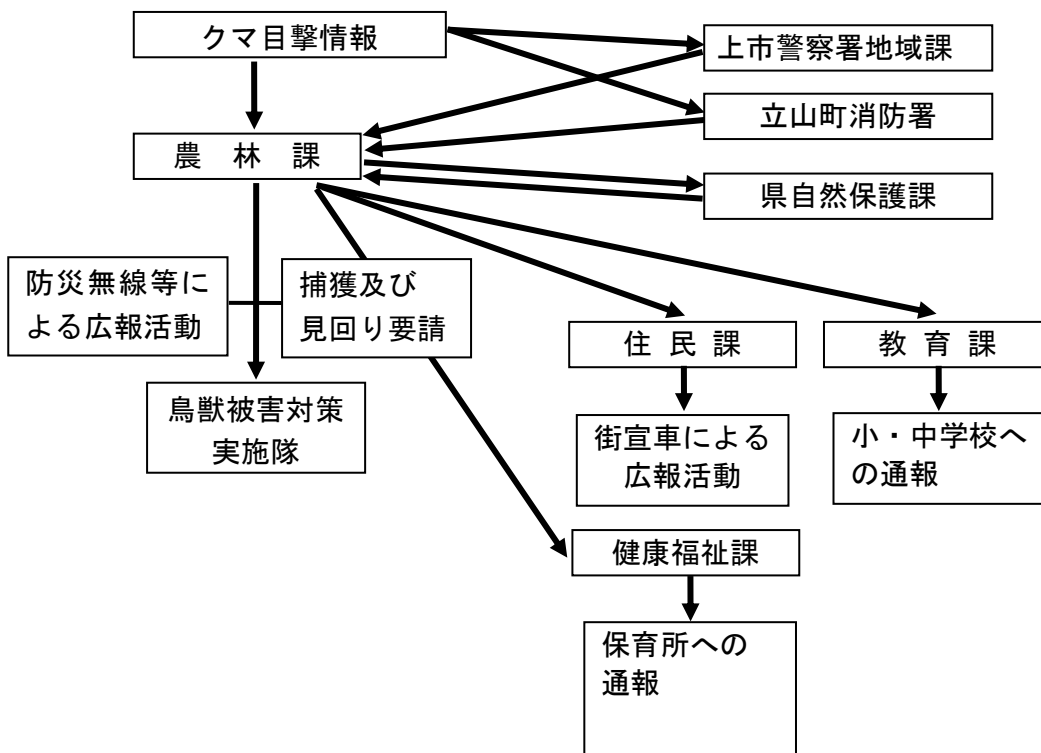 クマ目撃情報
上市警察署地域課
立山町消防署
農　林　課
県自然保護課
防災無線等に
よる広報活動
捕獲及び
見回り要請
住 民 課
教 育 課
鳥獣被害対策
実施隊
街宣車による
広報活動
小・中学校へ
の通報
健康福祉課
保育所への
通報